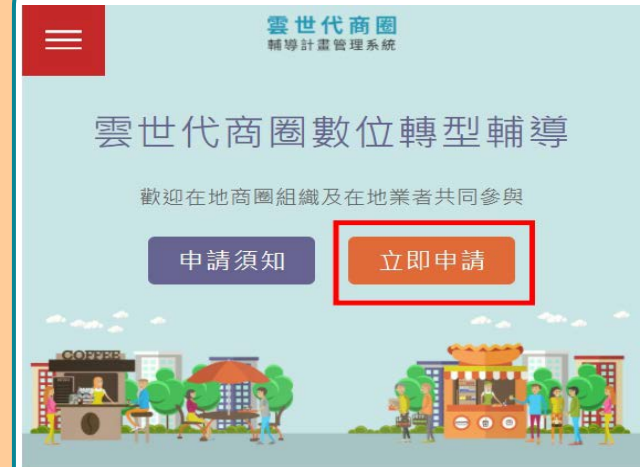 雲世代商圈
輔導計畫管理系統
雲世代商圈數位轉型輔導
歡迎在地商圈組織及在地業者共同參與
申請須知
立即申請
COFFEE